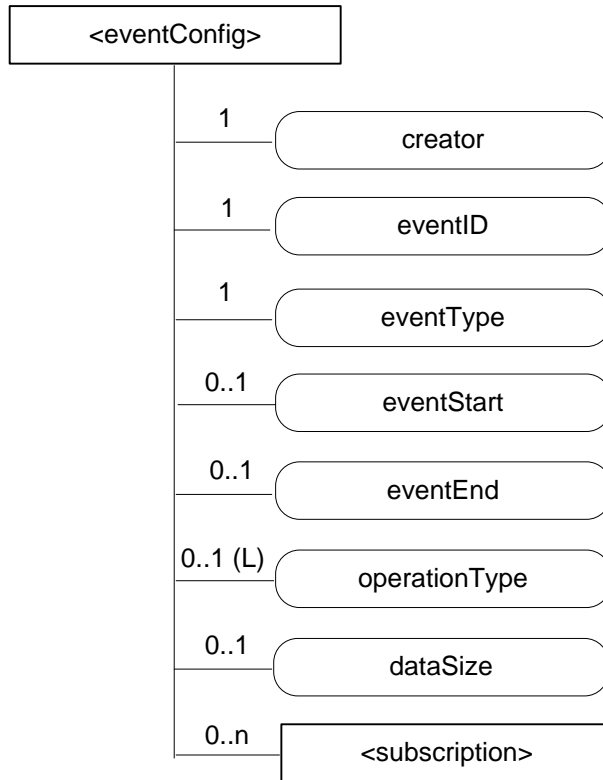 <eventConfig>
1
creator
1
eventID
1
eventType
0..1
eventStart
0..1
eventEnd
0..1 (L)
operationType
0..1
dataSize
0..n
<subscription>